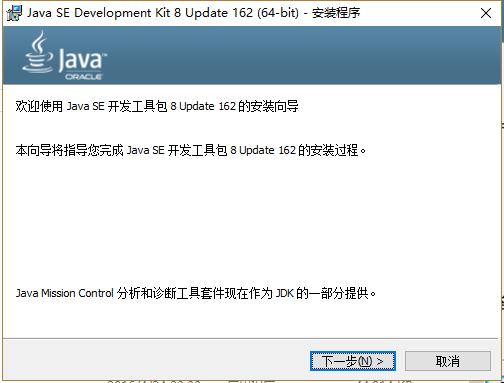 Java SE Development Kit 8 Update 162 (64-bit) - 安装程序
Java
ORACLE
欢迎使用 Java SE 开发工具包 8 Update 162 的安装向导
本向导将指导您完成 Java SE 开发工具包 8 Update 162 的安装过程。
Java Mission Control 分析和诊断工具套件现在作为 JDK 的一部分提供。
下一步(N) >
取消